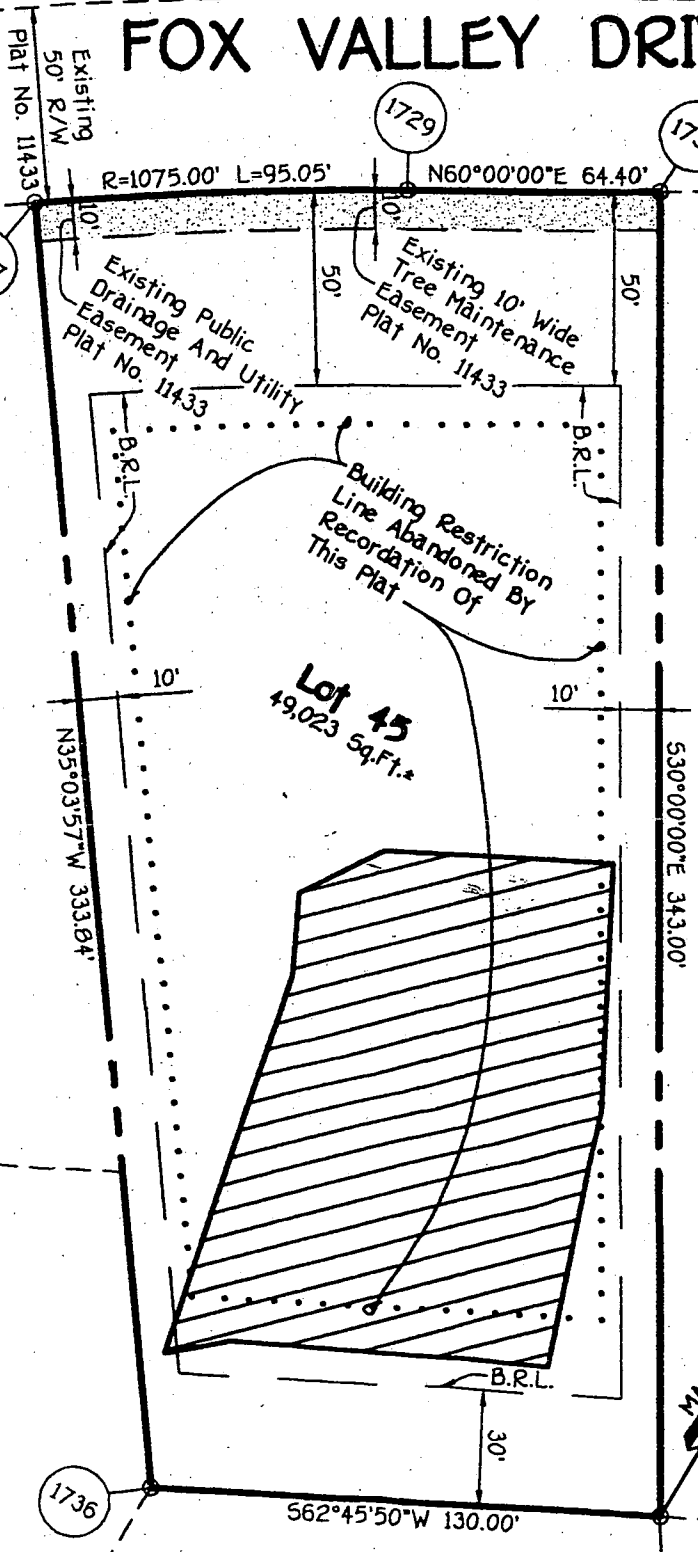 FOX VALLEY DRI
Existing
50' R/W
Plat No. 11433
1729
R=1075.00' L=95.05'
N60°00'00"E 64.40'
10'
10'
50'
50'
Existing Public
Drainage And Utility
Easement
Plat No. 11433
Existing 10' Wide
Tree Maintenance
Easement
Plat No. 11433
B.R.L.
B.R.L.
Building Restriction
Line Abandoned By
Recordation Of
This Plat
10'
10'
Lot 45
49,023 Sq.Ft.±
N35°03'57"W 333.84'
S30°00'00"E 343.00'
B.R.L.
30'
1736
S62°45'50"W 130.00'